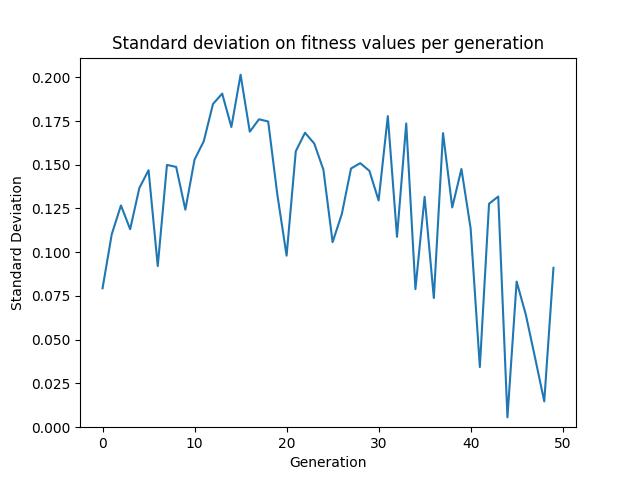 Standard deviation on fitness values per generation
0.200
0.175
0.150
0.125
0.100
0.075
0.050
0.025
0.000
Standard Deviation
0 10 20 30 40 50
Generation